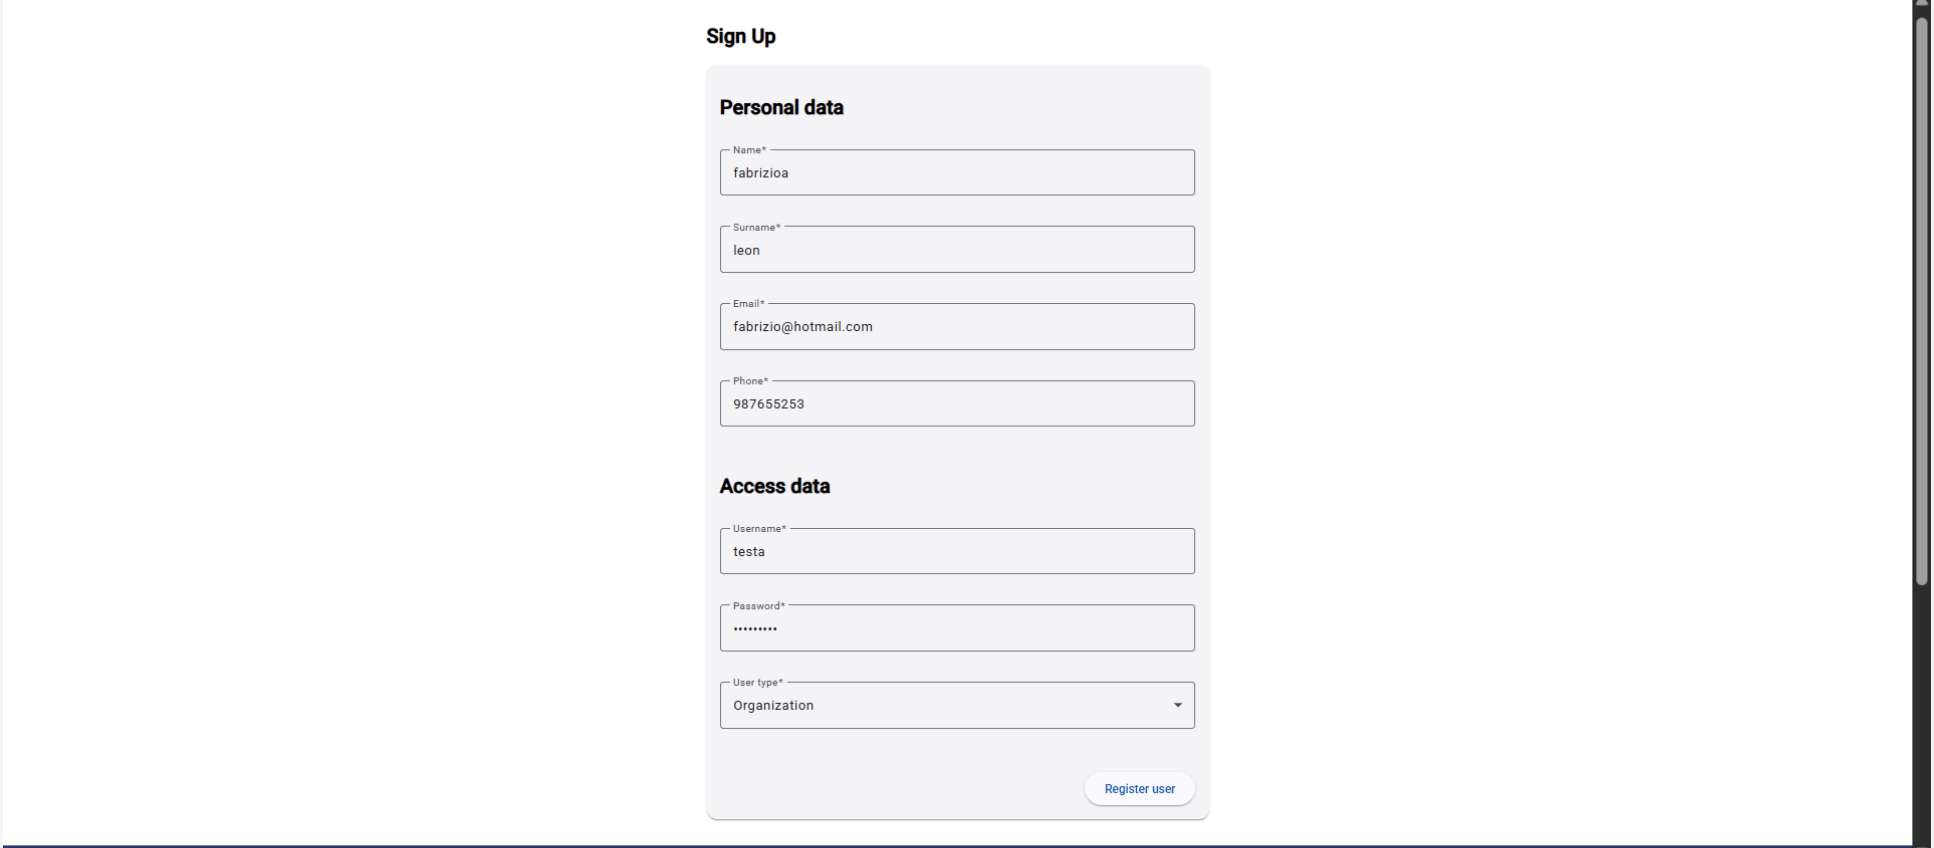 Sign Up
Personal data
Name*
fabrizioa
Surname*
leon
Email*
fabrizio@hotmail.com
Phone*
987655253
Access data
Username*
testa
Password*
•••••••••
User type*
Organization
Register user